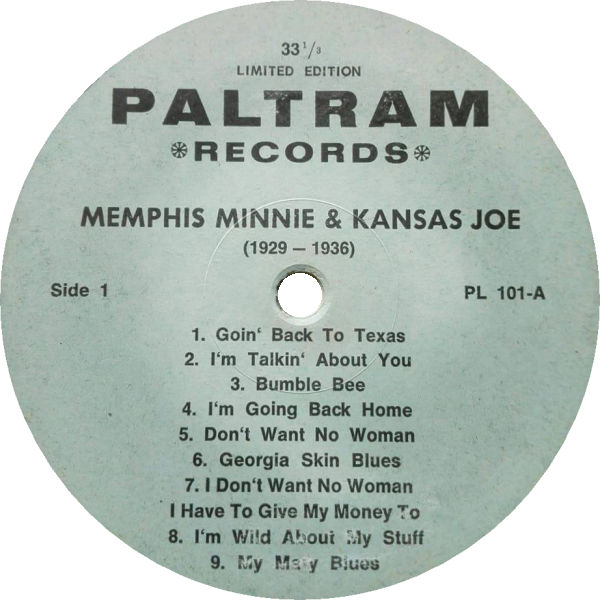 33 1/3
LIMITED EDITION
PALTRAM
*RECORDS*
MEMPHIS MINNIE & KANSAS JOE
(1929 — 1936)
Side 1
PL 101-A
1. Goin‘ Back To Texas
2. I‘m Talkin‘ About You
3. Bumble Bee
4. I‘m Going Back Home
5. Don‘t Want No Woman
6. Georgia Skin Blues
7. I Don‘t Want No Woman
I Have To Give My Money To
8. I‘m Wild About My Stuff
9. My Mary Blues